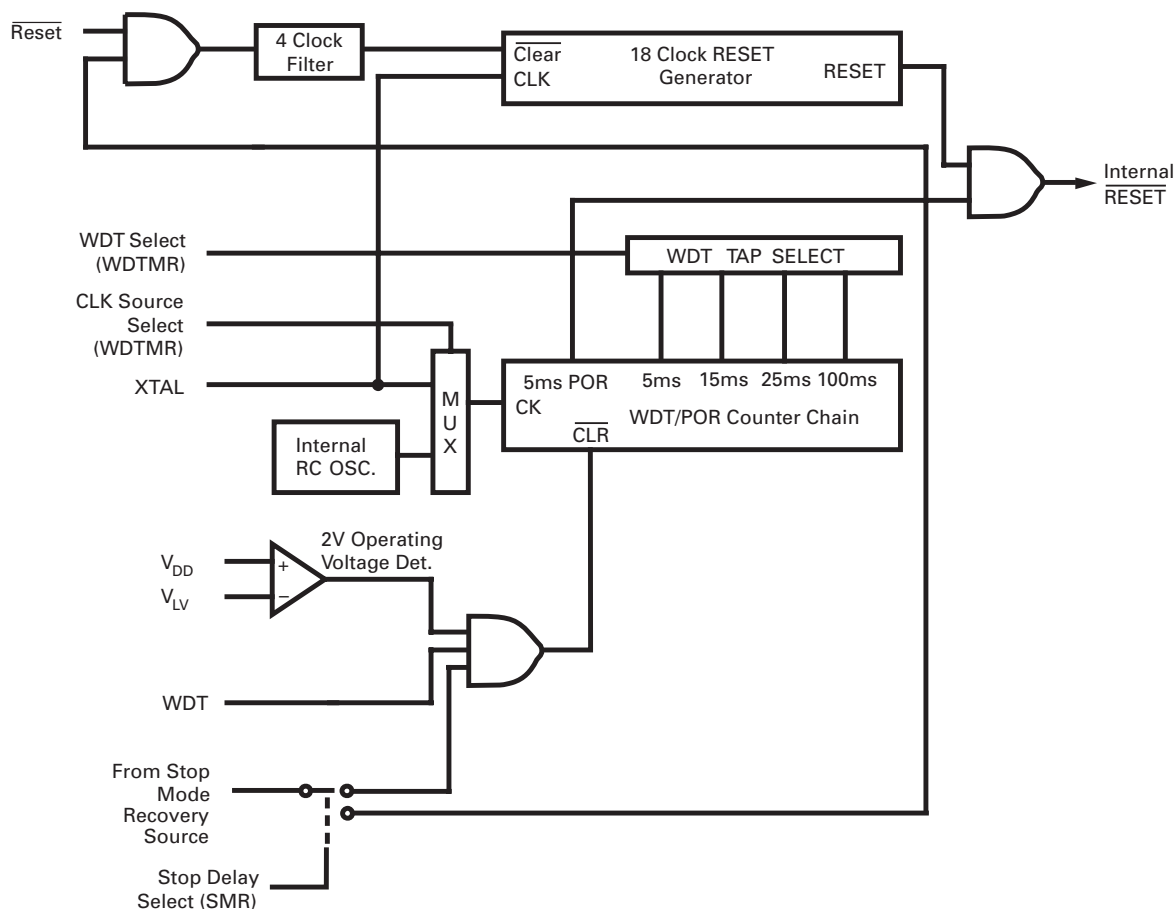 Reset
4 Clock
Filter
Clear
CLK
18 Clock RESET
Generator
RESET
Internal
RESET
WDT Select
(WDTMR)
WDT TAP SELECT
CLK Source
Select
(WDTMR)
XTAL
M
U
X
5ms POR
5ms
15ms
25ms
100ms
CK
WDT/POR Counter Chain
CLR
Internal
RC OSC.
2V Operating
Voltage Det.
VDD
+
VLV
−
WDT
From Stop
Mode
Recovery
Source
Stop Delay
Select (SMR)